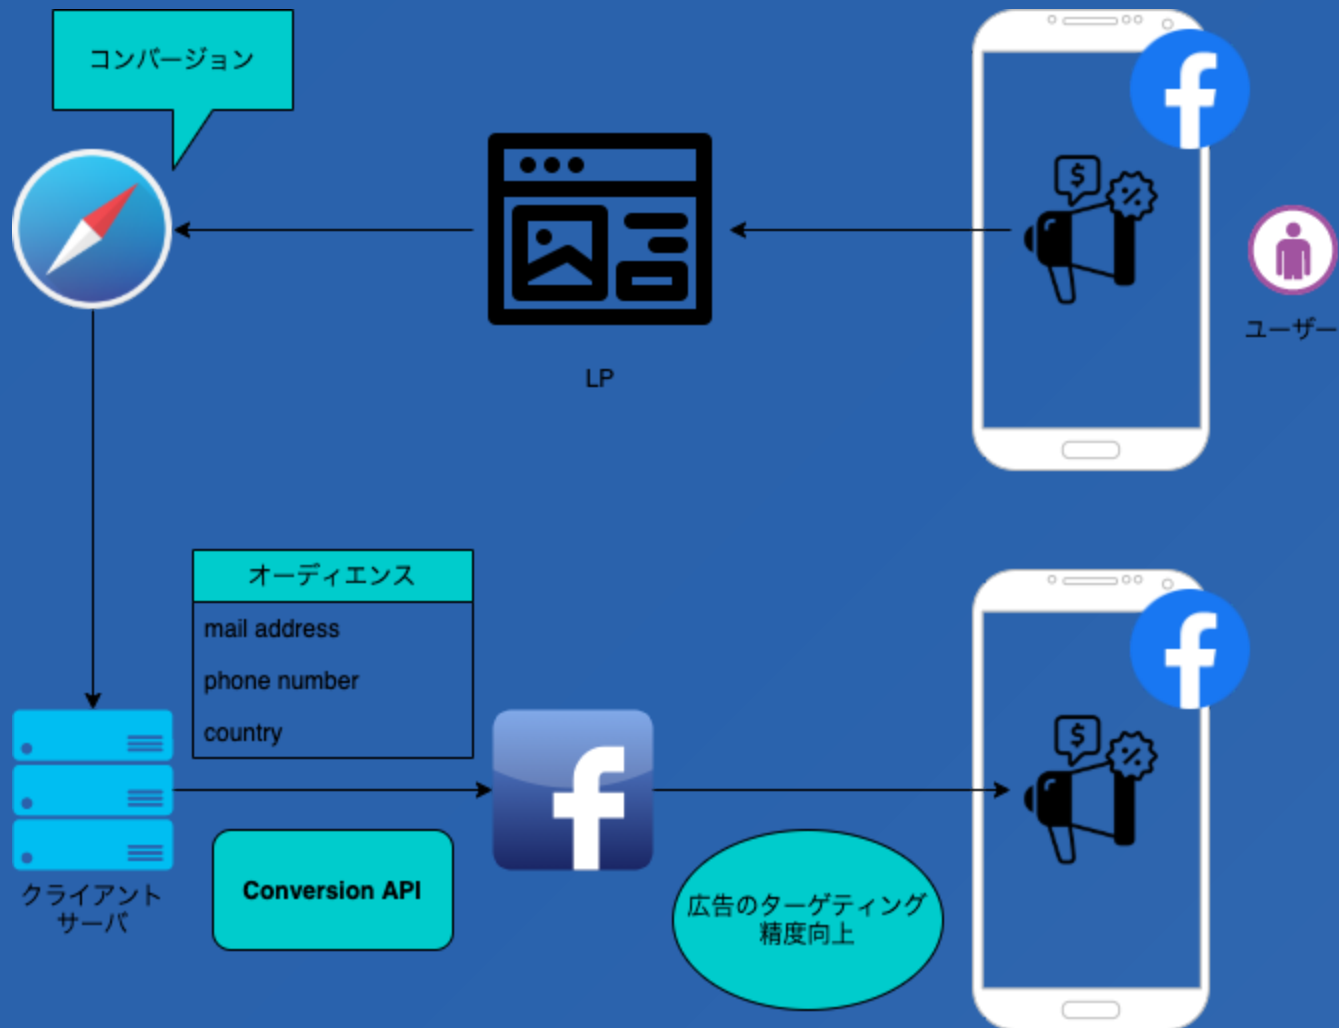 コンバージョン
ユーザー
LP
オーディエンス
mail address
phone number
country
クライアント
サーバ
Conversion API
広告のターゲティング
精度向上